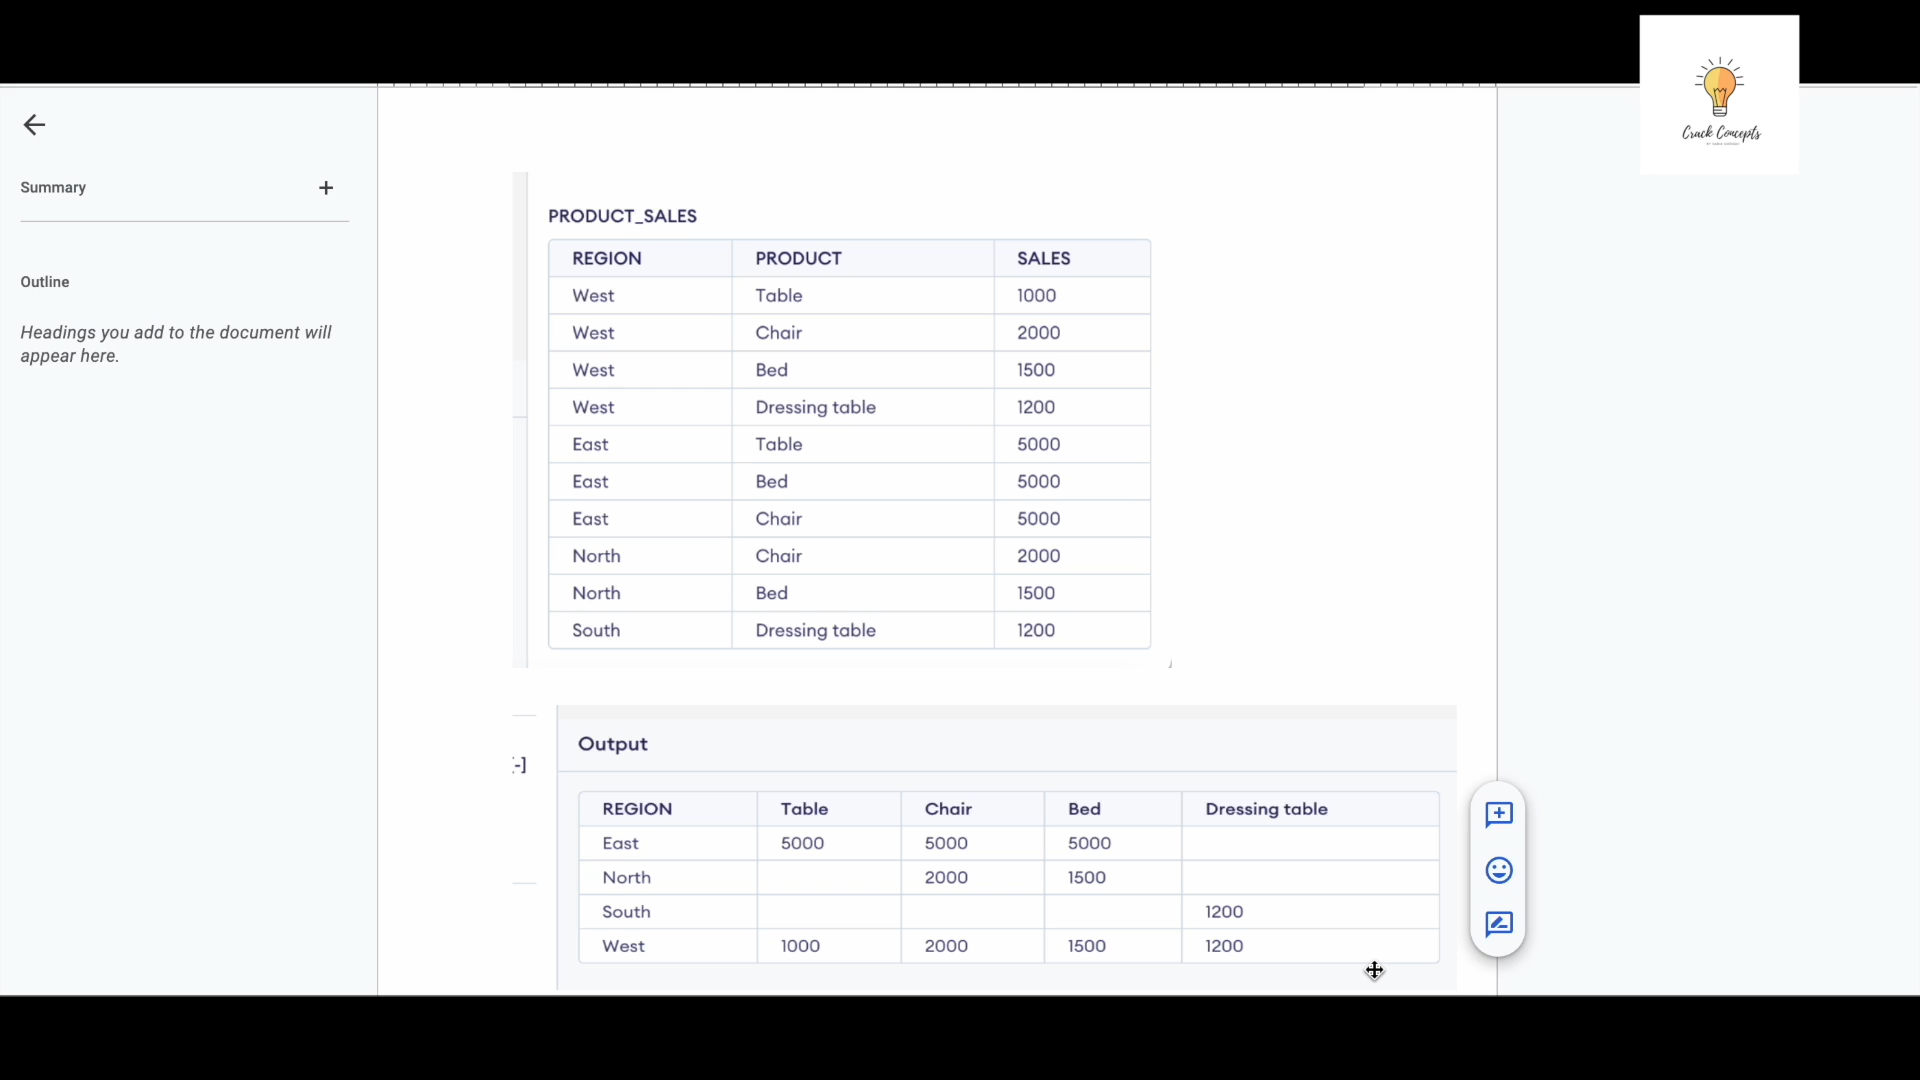 Crack Concepts
Summary
Outline
Headings you add to the document will
appear here.
PRODUCT_SALES
REGION PRODUCT SALES
West Table 1000
West Chair 2000
West Bed 1500
West Dressing table 1200
East Table 5000
East Bed 5000
East Chair 5000
North Chair 2000
North Bed 1500
South Dressing table 1200
Output
REGION Table Chair Bed Dressing table
East 5000 5000 5000
North 2000 1500
South 1200
West 1000 2000 1500 1200